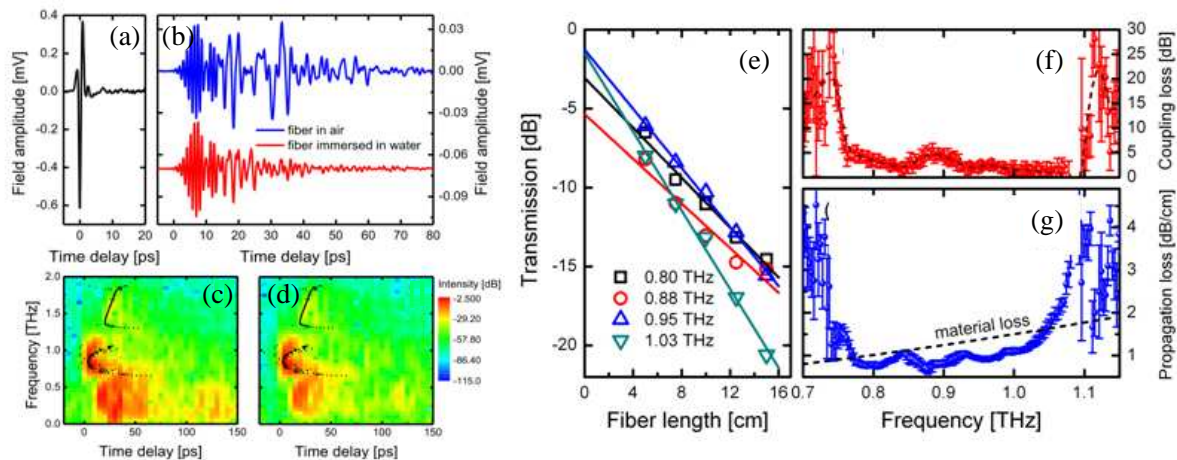 (a)
Field amplitude [mV]
0.4
0.2
0.0
-0.2
-0.4
-0.6
0 10 20
Time delay [ps]
(b)
fiber in air
fiber immersed in water
0.03
0.00
-0.03
-0.06
-0.09
Field amplitude [mV]
0 10 20 30 40 50 60 70 80
Time delay [ps]
(c)
Frequency [THz]
2.0
1.5
1.0
0.5
0.0
0 50 100 150
Time delay [ps]
(d)
0 50 100 150
Time delay [ps]
Intensity [dB]
-2.500
-29.80
-57.90
-86.40
-115.0
(e)
Transmission [dB]
0
-5
-10
-15
-20
0.80 THz
0.88 THz
0.95 THz
1.03 THz
0 4 8 12 16
Fiber length [cm]
(f)
30
25
20
15
10
5
0
Coupling loss [dB]
(g)
material loss
4
3
2
1
Propagation loss [dB/cm]
0.7 0.8 0.9 1.0 1.1
Frequency [THz]